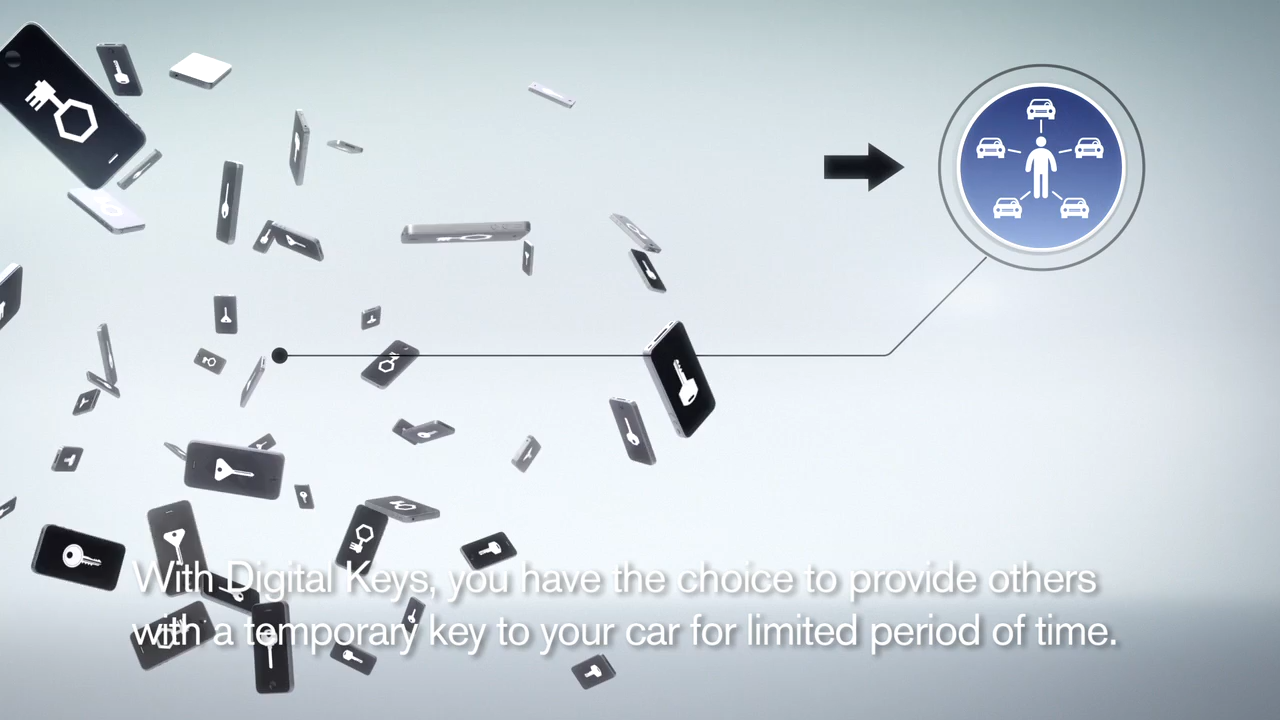 With Digital Keys, you have the choice to provide others
with a temporary key to your car for limited period of time.